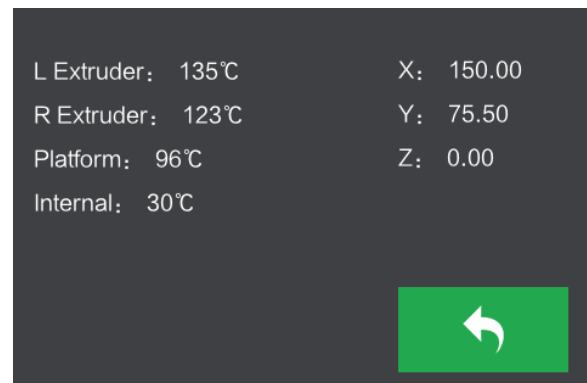 L Extruder： 135℃
R Extruder： 123℃
Platform： 96℃
Internal： 30℃
X： 150.00
Y： 75.50
Z： 0.00